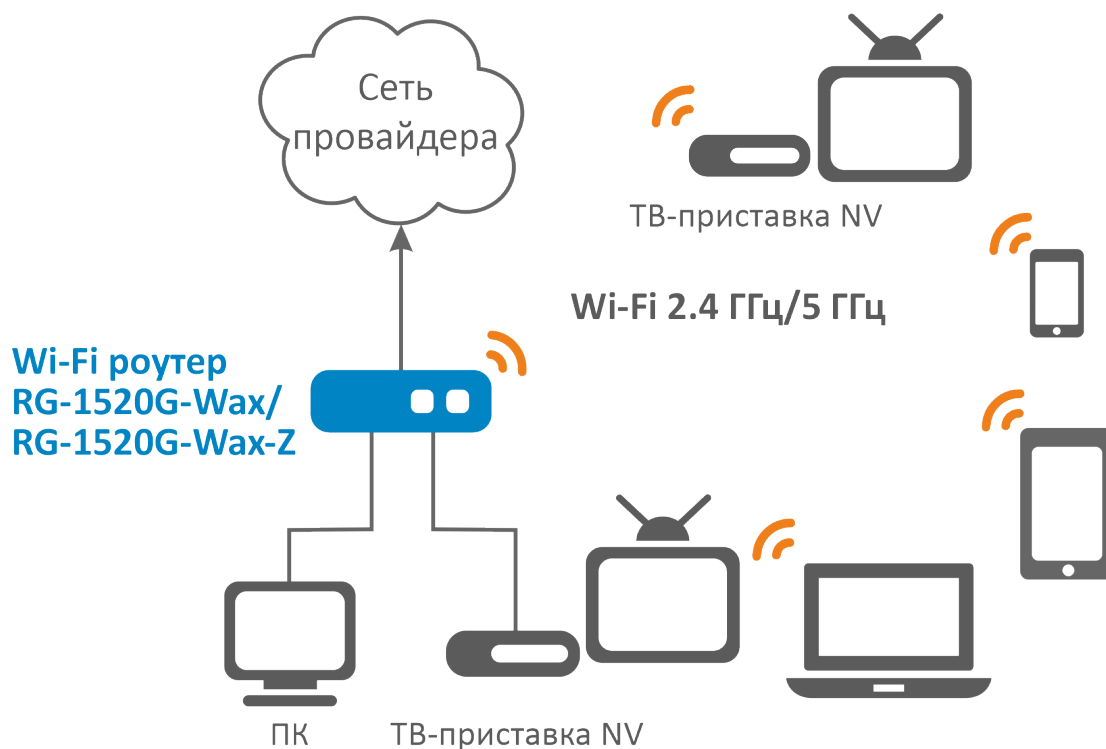 Сеть
провайдера
ТВ-приставка NV
Wi-Fi 2.4 ГГц/5 ГГц
Wi-Fi роутер
RG-1520G-Wax/
RG-1520G-Wax-Z
ПК
ТВ-приставка NV